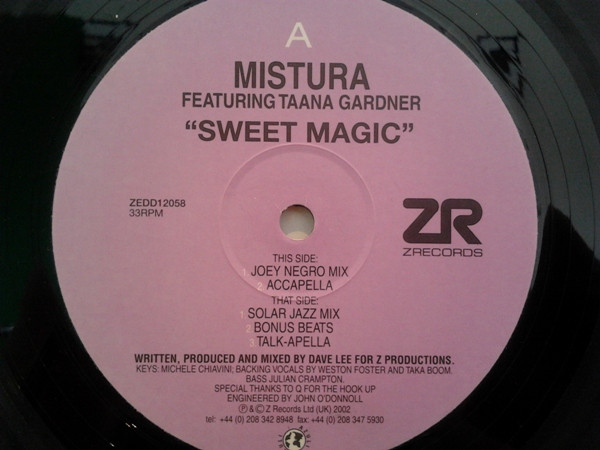 A
MISTURA
FEATURING TAANA GARDNER
"SWEET MAGIC"
ZEDD12058
33RPM
ZR
ZRECORDS
THIS SIDE:
1 JOEY NEGRO MIX
2 ACCAPELLA
THAT SIDE:
1 SOLAR JAZZ MIX
2 BONUS BEATS
3 TALK-APELLA
WRITTEN, PRODUCED AND MIXED BY DAVE LEE FOR Z PRODUCTIONS.
KEYS: MICHELE CHIAVINI; BACKING VOCALS BY WESTON FOSTER AND TAKA BOOM.
BASS JULIAN CRAMPTON.
SPECIAL THANKS TO Q FOR THE HOOK UP
ENGINEERED BY JOHN O'DONNOLL
Ⓟ & © Z Records Ltd (UK) 2002
tel: +44 (0) 208 342 8948 fax: +44 (0) 208 347 5930